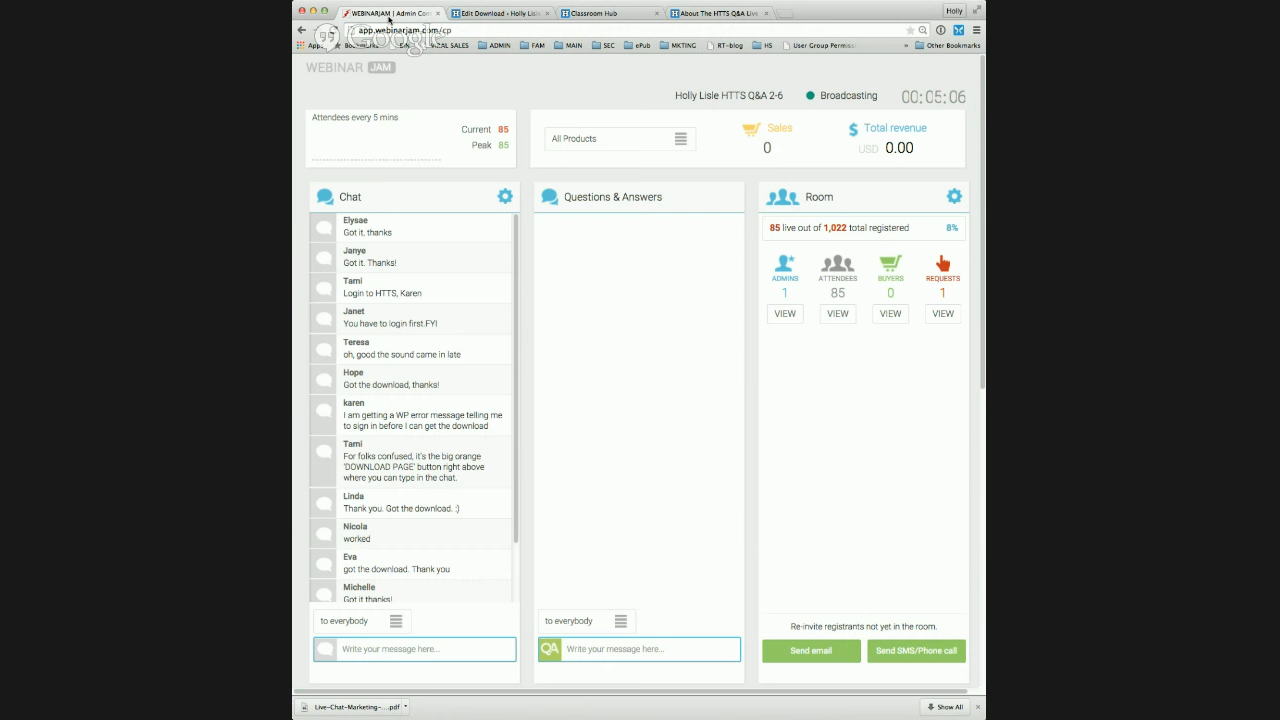 WEBINARJAM | Admin Con
Edit Download ‹ Holly Lisle
Classroom Hub
About The HTTS Q&A Live
Holly
app.webinarjam.com/cp
Google
SALES
ADMIN
FAM
MAIN
SEC
ePub
MKTING
RT-blog
HS
User Group Permis
»
Other Bookmarks
WEBINAR JAM
Holly Lisle HTTS Q&A 2-6
Broadcasting
00:05:06
Attendees every 5 mins
Current 85
Peak 85
All Products
Sales
0
Total revenue
USD 0.00
Chat
Elysae
Got it, thanks
Janye
Got it. Thanks!
Tami
Login to HTTS, Karen
Janet
You have to login first.FYI
Teresa
oh, good the sound came in late
Hope
Got the download, thanks!
karen
I am getting a WP error message telling me
to sign in before I can get the download
Tami
For folks confused, it's the big orange
'DOWNLOAD PAGE' button right above
where you can type in the chat.
Linda
Thank you. Got the download. :)
Nicola
worked
Eva
got the download. Thank you
Michelle
Got it thanks!
to everybody
Write your message here...
Questions & Answers
to everybody
QA
Write your message here...
Room
85 live out of 1,022 total registered
8%
ADMINS
1
VIEW
ATTENDEES
85
VIEW
BUYERS
0
VIEW
REQUESTS
1
VIEW
Re-invite registrants not yet in the room.
Send email
Send SMS/Phone call
Live-Chat-Marketing-....pdf
Show All